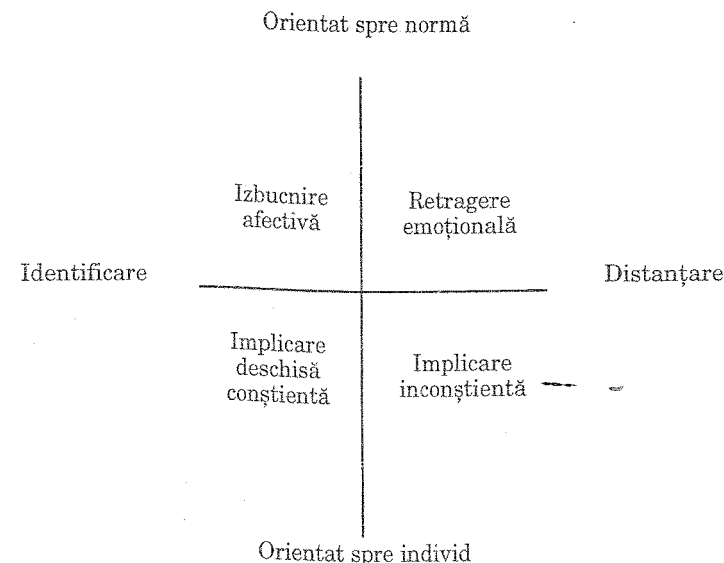 Orientat spre normă
Izbucnire
afectivă
Retragere
emoțională
Identificare
Distanțare
Implicare
deschisă
conștientă
Implicare
inconștientă
Orientat spre individ